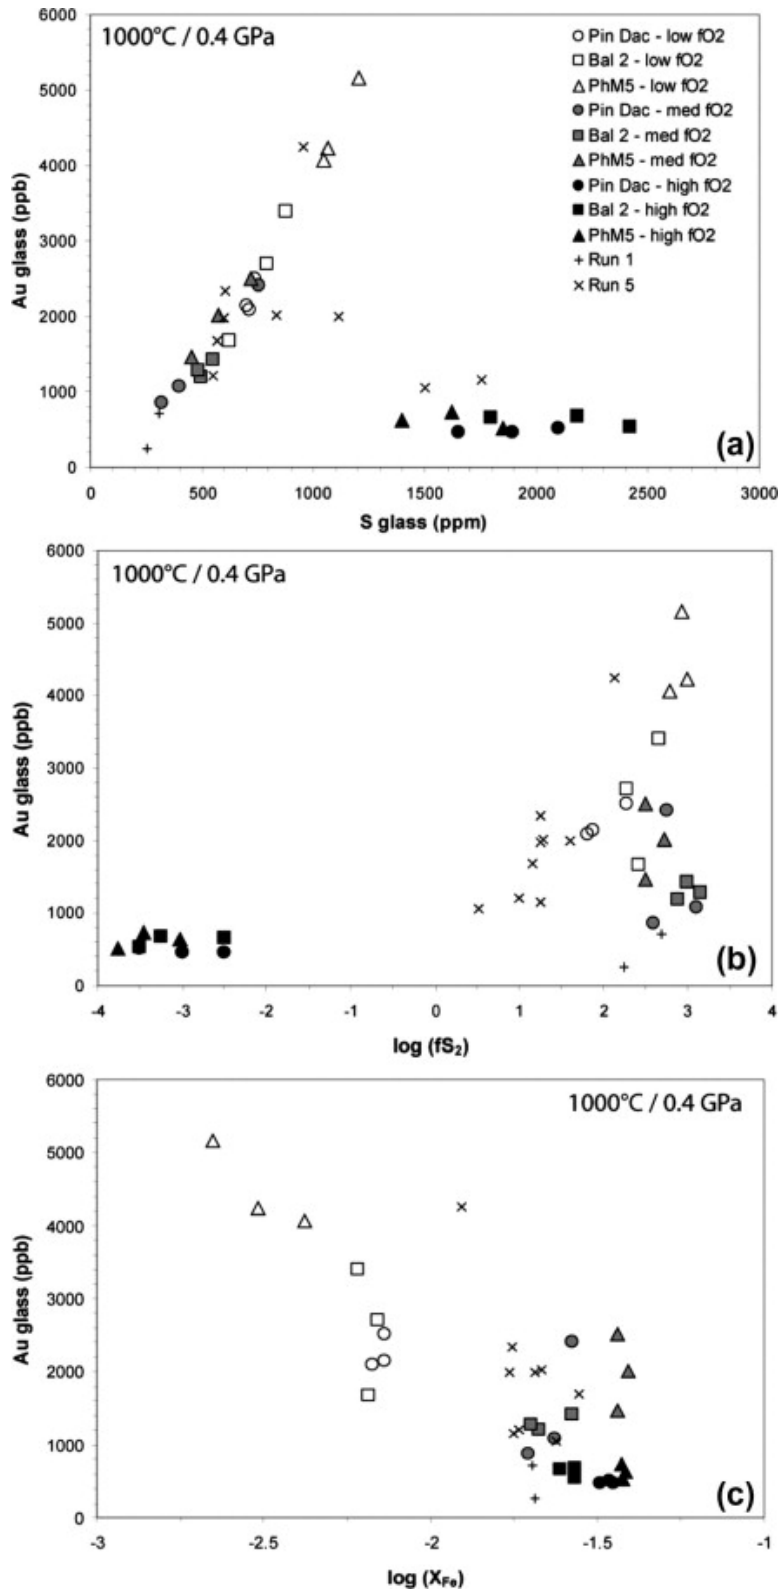 6000
1000°C / 0.4 GPa
Pin Dac - low fO2
Bal 2 - low fO2
PhM5 - low fO2
Pin Dac - med fO2
Bal 2 - med fO2
PhM5 - med fO2
Pin Dac - high fO2
Bal 2 - high fO2
PhM5 - high fO2
Run 1
Run 5
5000
4000
3000
2000
1000
0
Au glass (ppb)
(a)
0 500 1000 1500 2000 2500 3000
S glass (ppm)
6000
1000°C / 0.4 GPa
5000
4000
3000
2000
1000
0
Au glass (ppb)
(b)
-4 -3 -2 -1 0 1 2 3 4
log (fS₂)
6000
1000°C / 0.4 GPa
5000
4000
3000
2000
1000
0
Au glass (ppb)
(c)
-3 -2.5 -2 -1.5 -1
log (X_Fe)